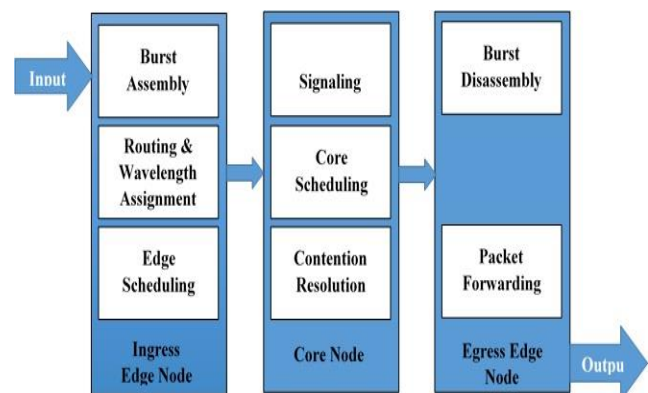 Input
Burst
Assembly
Routing &
Wavelength
Assignment
Edge
Scheduling
Ingress
Edge Node
Signaling
Core
Scheduling
Contention
Resolution
Core Node
Burst
Disassembly
Packet
Forwarding
Egress Edge
Node
Outpu